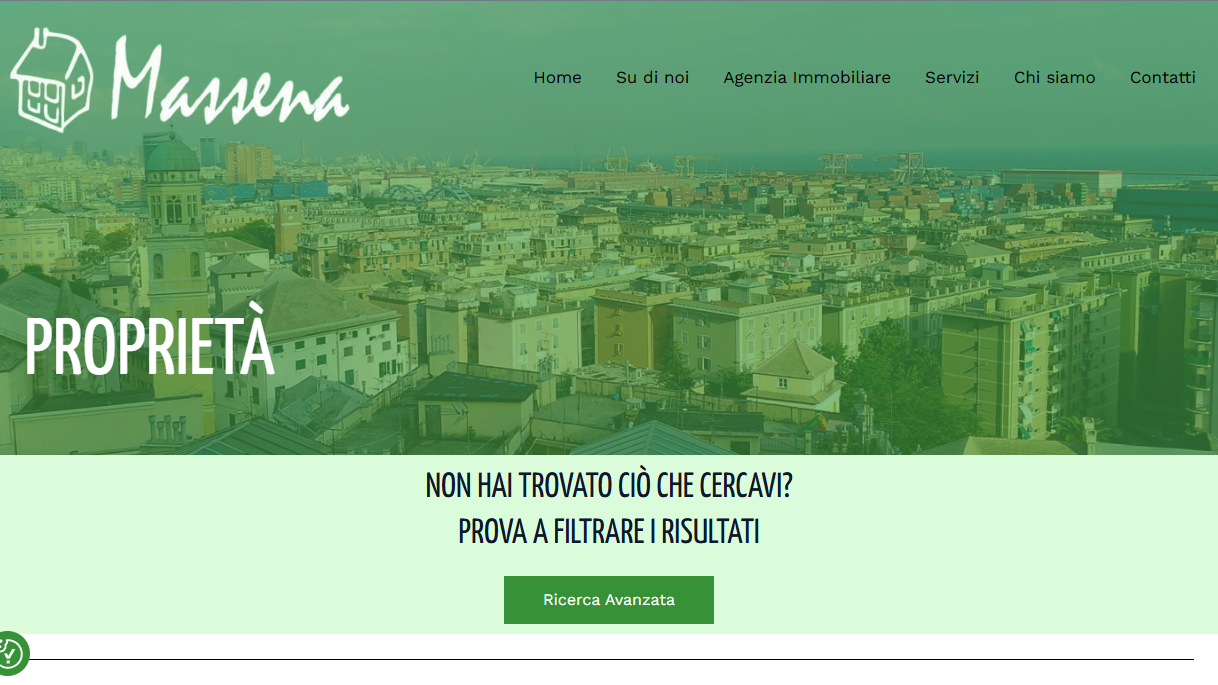 Massena
Home Su di noi Agenzia Immobiliare Servizi Chi siamo Contatti
PROPRIETÀ
NON HAI TROVATO CIÒ CHE CERCAVI?
PROVA A FILTRARE I RISULTATI
Ricerca Avanzata